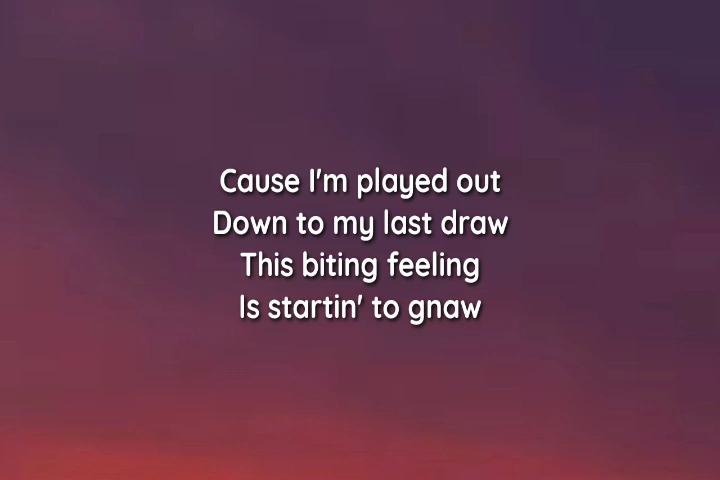 Cause I'm played out
Down to my last draw
This biting feeling
Is startin' to gnaw